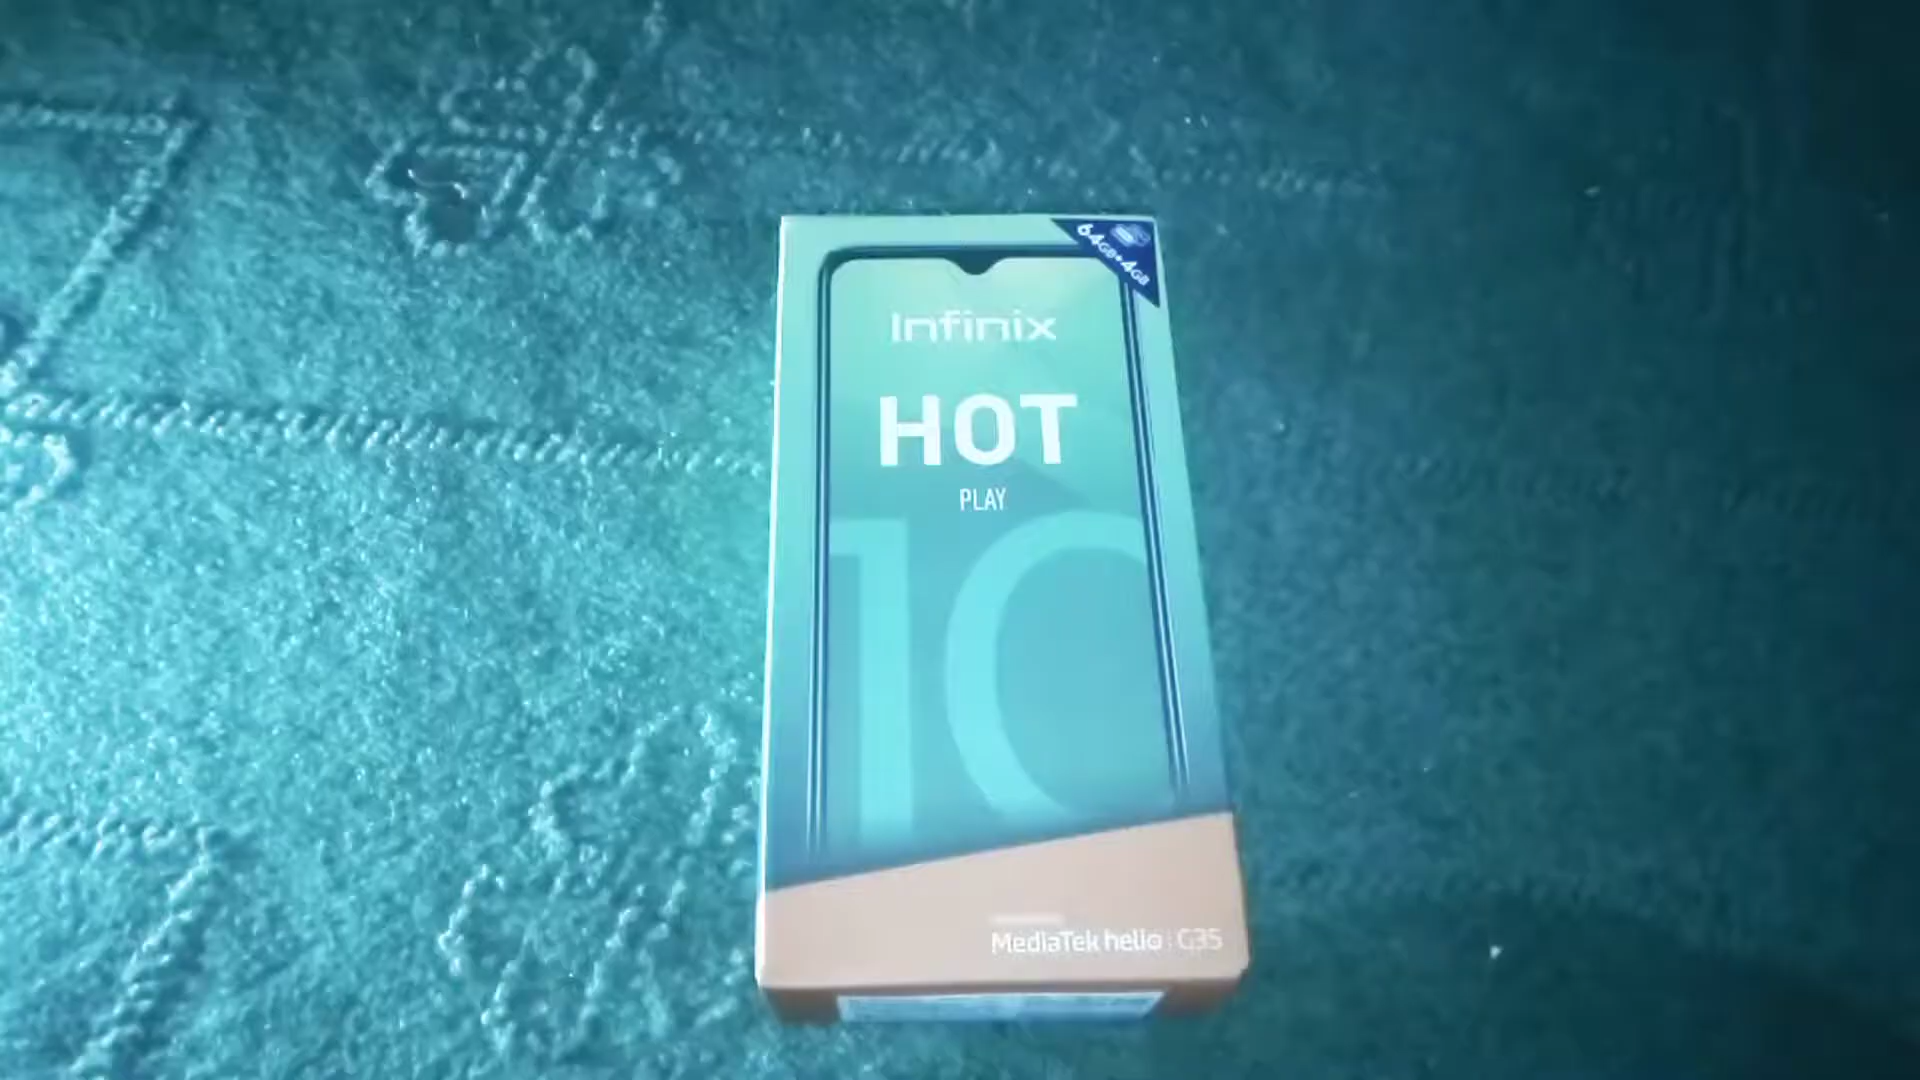 64GB+4GB
Infinix
HOT
PLAY
10
MediaTek helio G35